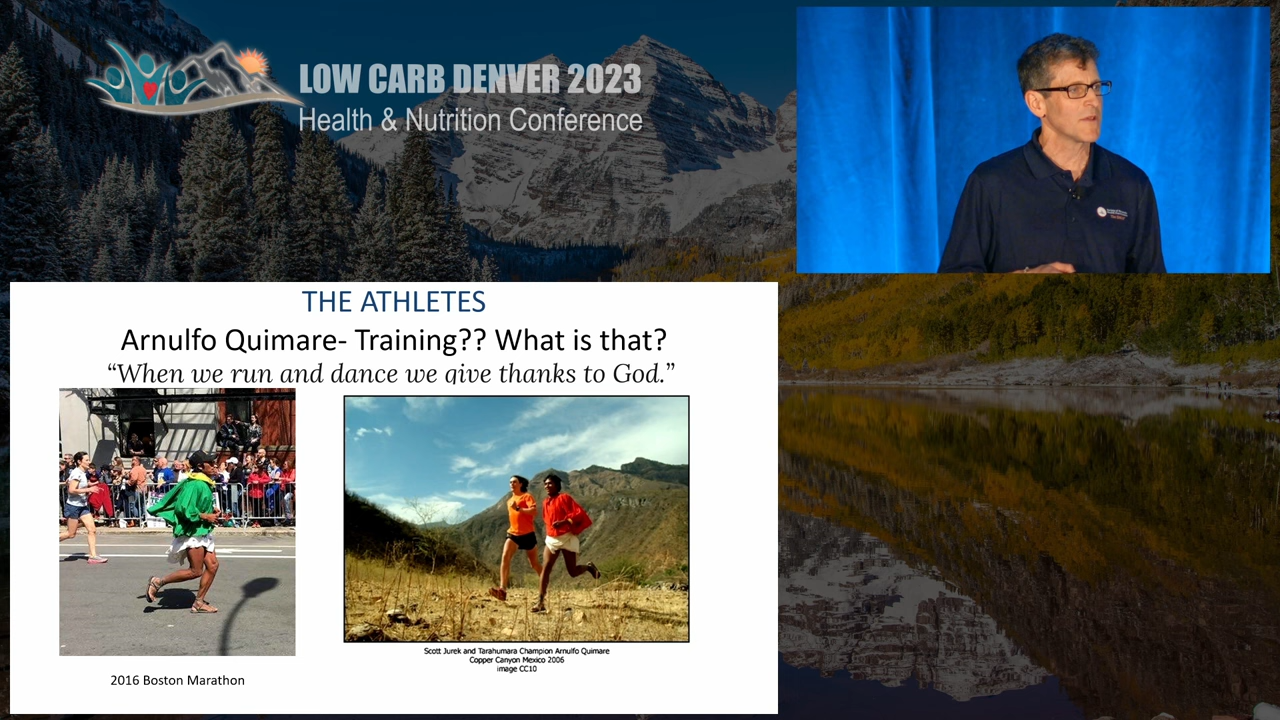 LOW CARB DENVER 2023
Health & Nutrition Conference
THE ATHLETES
Arnulfo Quimare- Training?? What is that?
“When we run and dance we give thanks to God.”
Scott Jurek and Tarahumara Champion Arnulfo Quimare
Copper Canyon Mexico 2006
image CC10
2016 Boston Marathon